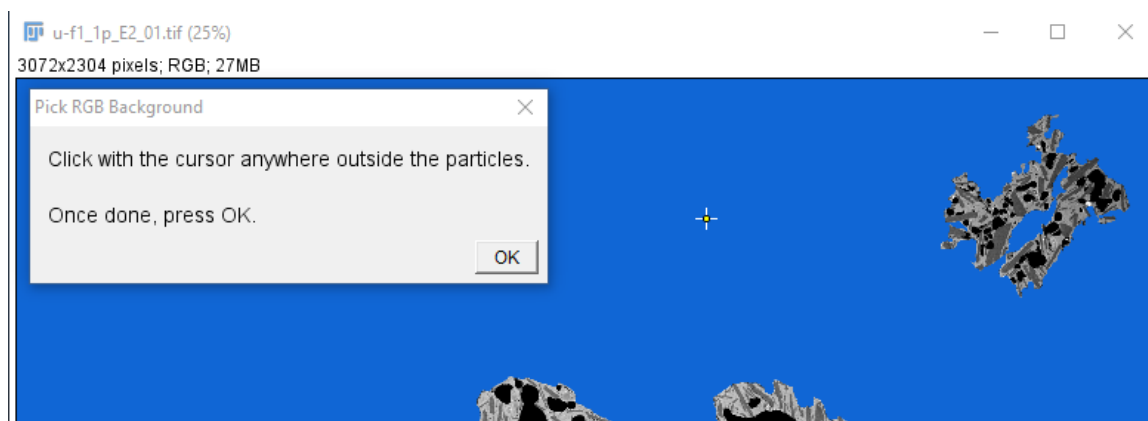 u-f1_1p_E2_01.tif (25%)
3072x2304 pixels; RGB; 27MB
Pick RGB Background
Click with the cursor anywhere outside the particles.
Once done, press OK.
OK